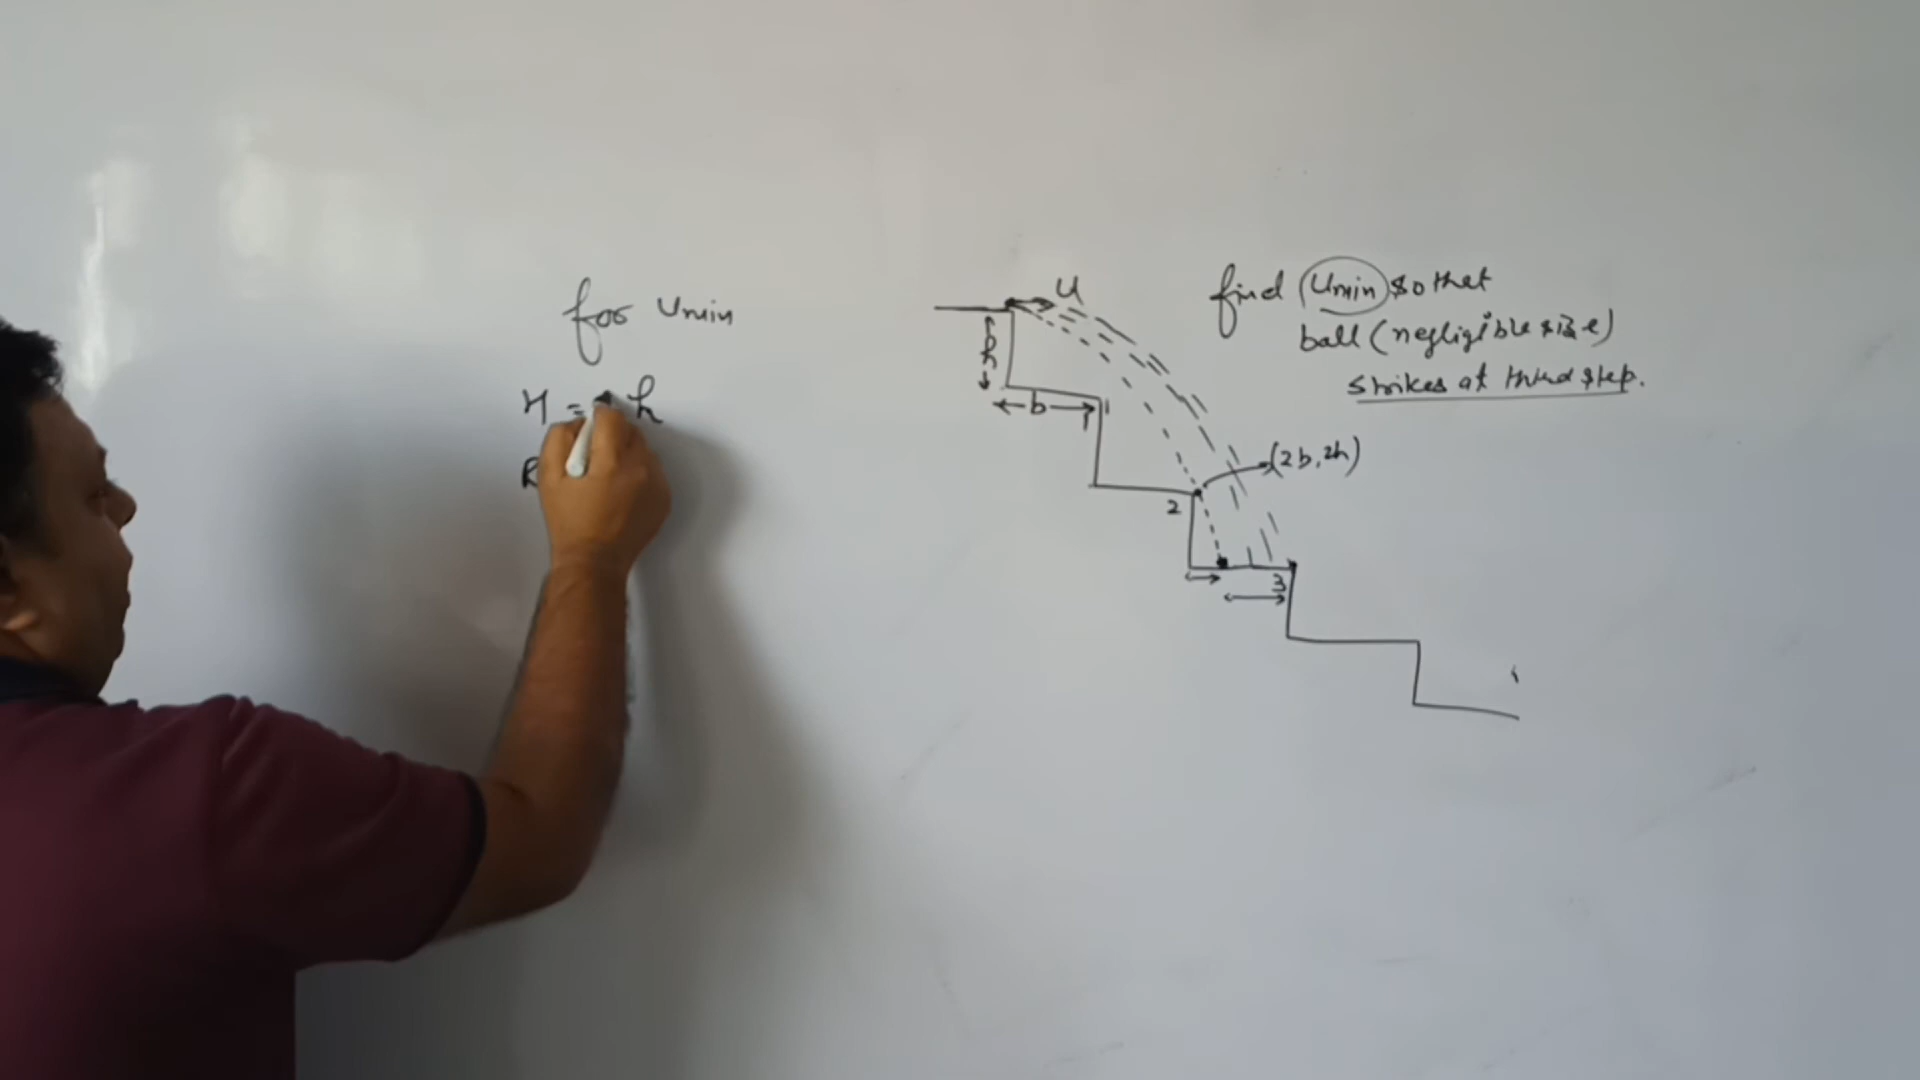 for Umin
H = h
R
U
h
b
1
2
3
(2b, 2h)
find Umin so that
ball (negligible size)
strikes at third step.